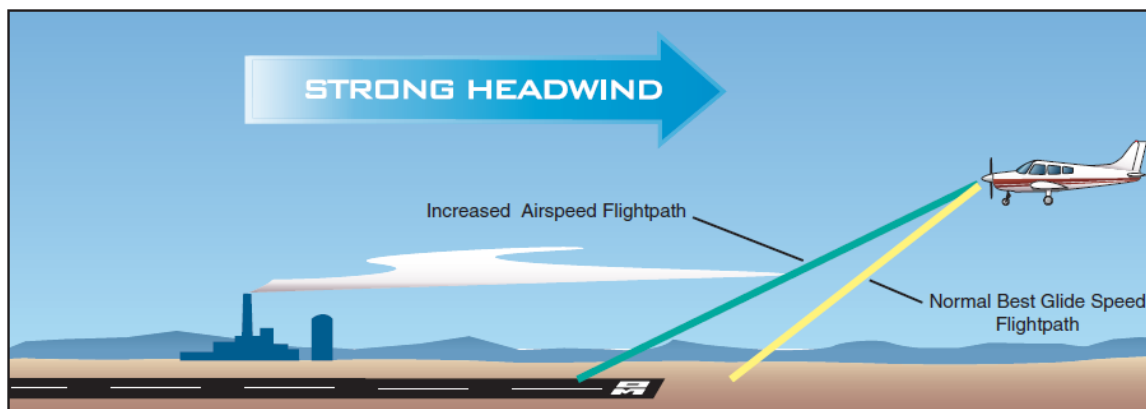 STRONG HEADWIND
Increased Airspeed Flightpath
Normal Best Glide Speed
Flightpath